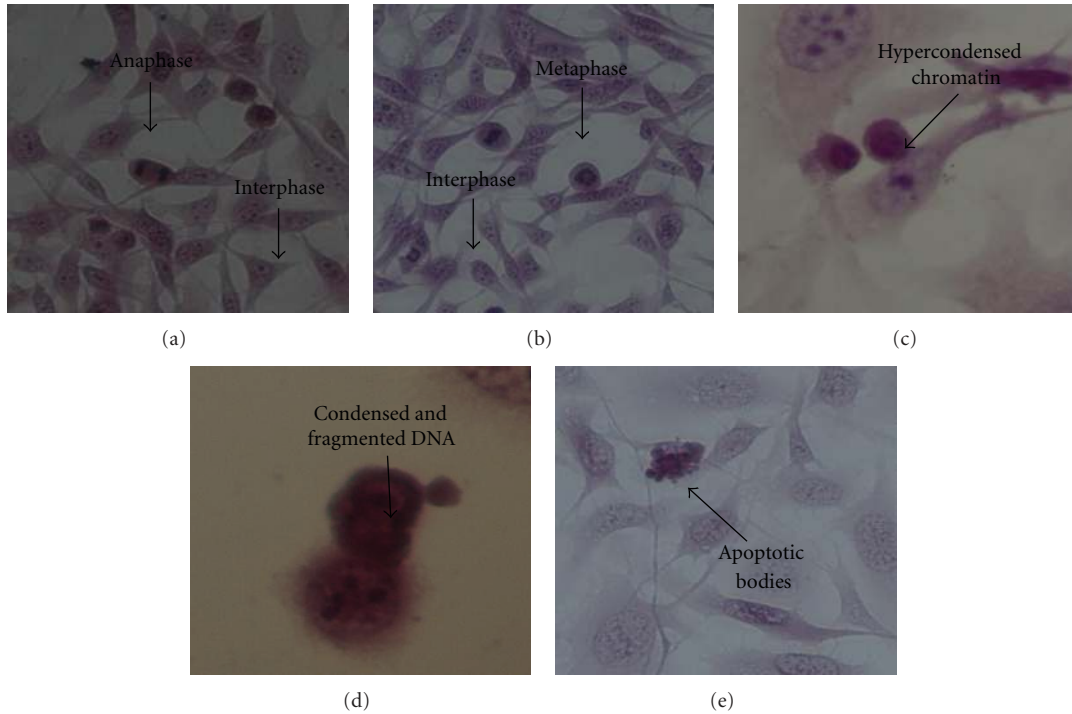 Anaphase
Interphase
(a)
Metaphase
Interphase
(b)
Hypercondensed
chromatin
(c)
Condensed and
fragmented DNA
(d)
Apoptotic
bodies
(e)